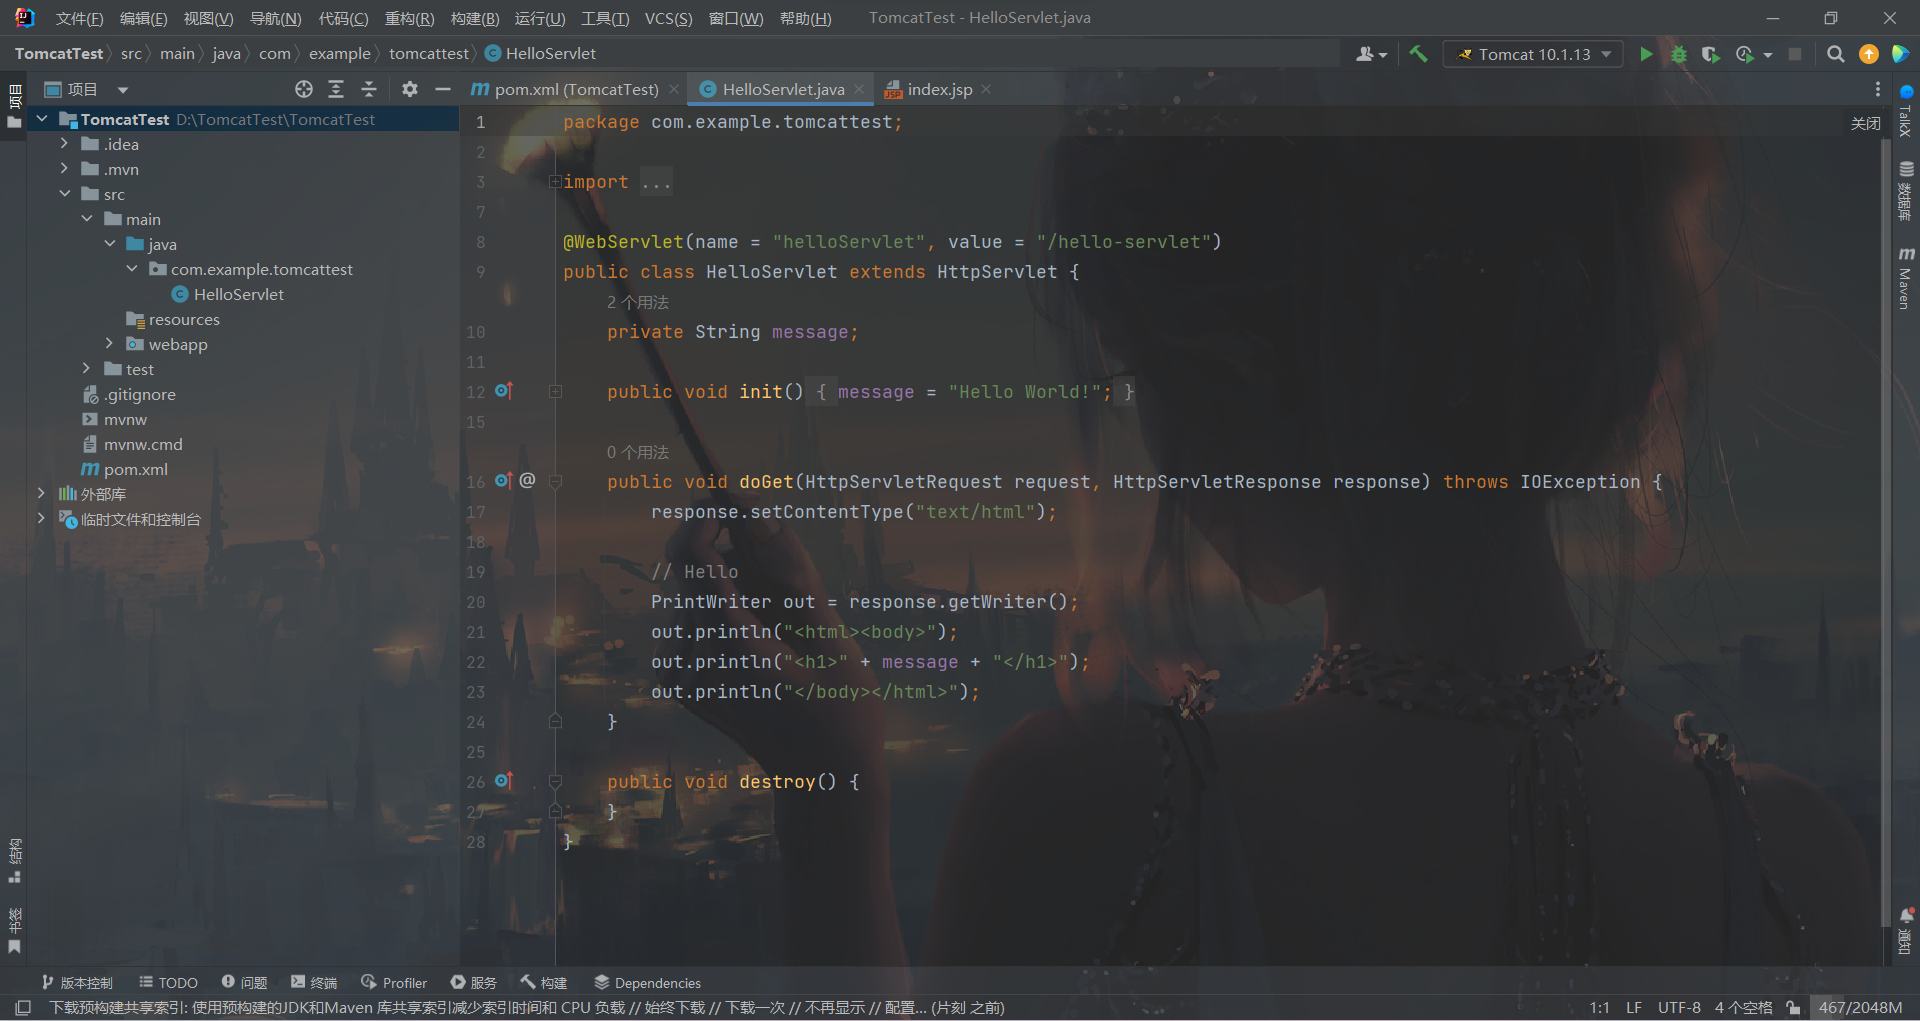 文件(F) 编辑(E) 视图(V) 导航(N) 代码(C) 重构(R) 构建(B) 运行(U) 工具(T) VCS(S) 窗口(W) 帮助(H) TomcatTest - HelloServlet.java
TomcatTest src main java com example tomcattest HelloServlet Tomcat 10.1.13
项目 pom.xml (TomcatTest) HelloServlet.java index.jsp
项目
TomcatTest D:\TomcatTest\TomcatTest
.idea
.mvn
src
main
java
com.example.tomcattest
HelloServlet
resources
webapp
test
.gitignore
mvnw
mvnw.cmd
pom.xml
外部库
临时文件和控制台
结构
书签
1 package com.example.tomcattest;
关闭
2
3 import ...
7
8 @WebServlet(name = "helloServlet", value = "/hello-servlet")
9 public class HelloServlet extends HttpServlet {
2 个用法
10 private String message;
11
12 public void init() { message = "Hello World!"; }
15
0 个用法
16 @ public void doGet(HttpServletRequest request, HttpServletResponse response) throws IOException {
17 response.setContentType("text/html");
18
19 // Hello
20 PrintWriter out = response.getWriter();
21 out.println("<html><body>");
22 out.println("<h1>" + message + "</h1>");
23 out.println("</body></html>");
24 }
25
26 public void destroy() {
27 }
28 }
TalkX
数据库
Maven
通知
版本控制 TODO 问题 终端 Profiler 服务 构建 Dependencies
下载预构建共享索引: 使用预构建的JDK和Maven 库共享索引减少索引时间和 CPU 负载 // 始终下载 // 下载一次 // 不再显示 // 配置... (片刻 之前) 1:1 LF UTF-8 4 个空格 467/2048M